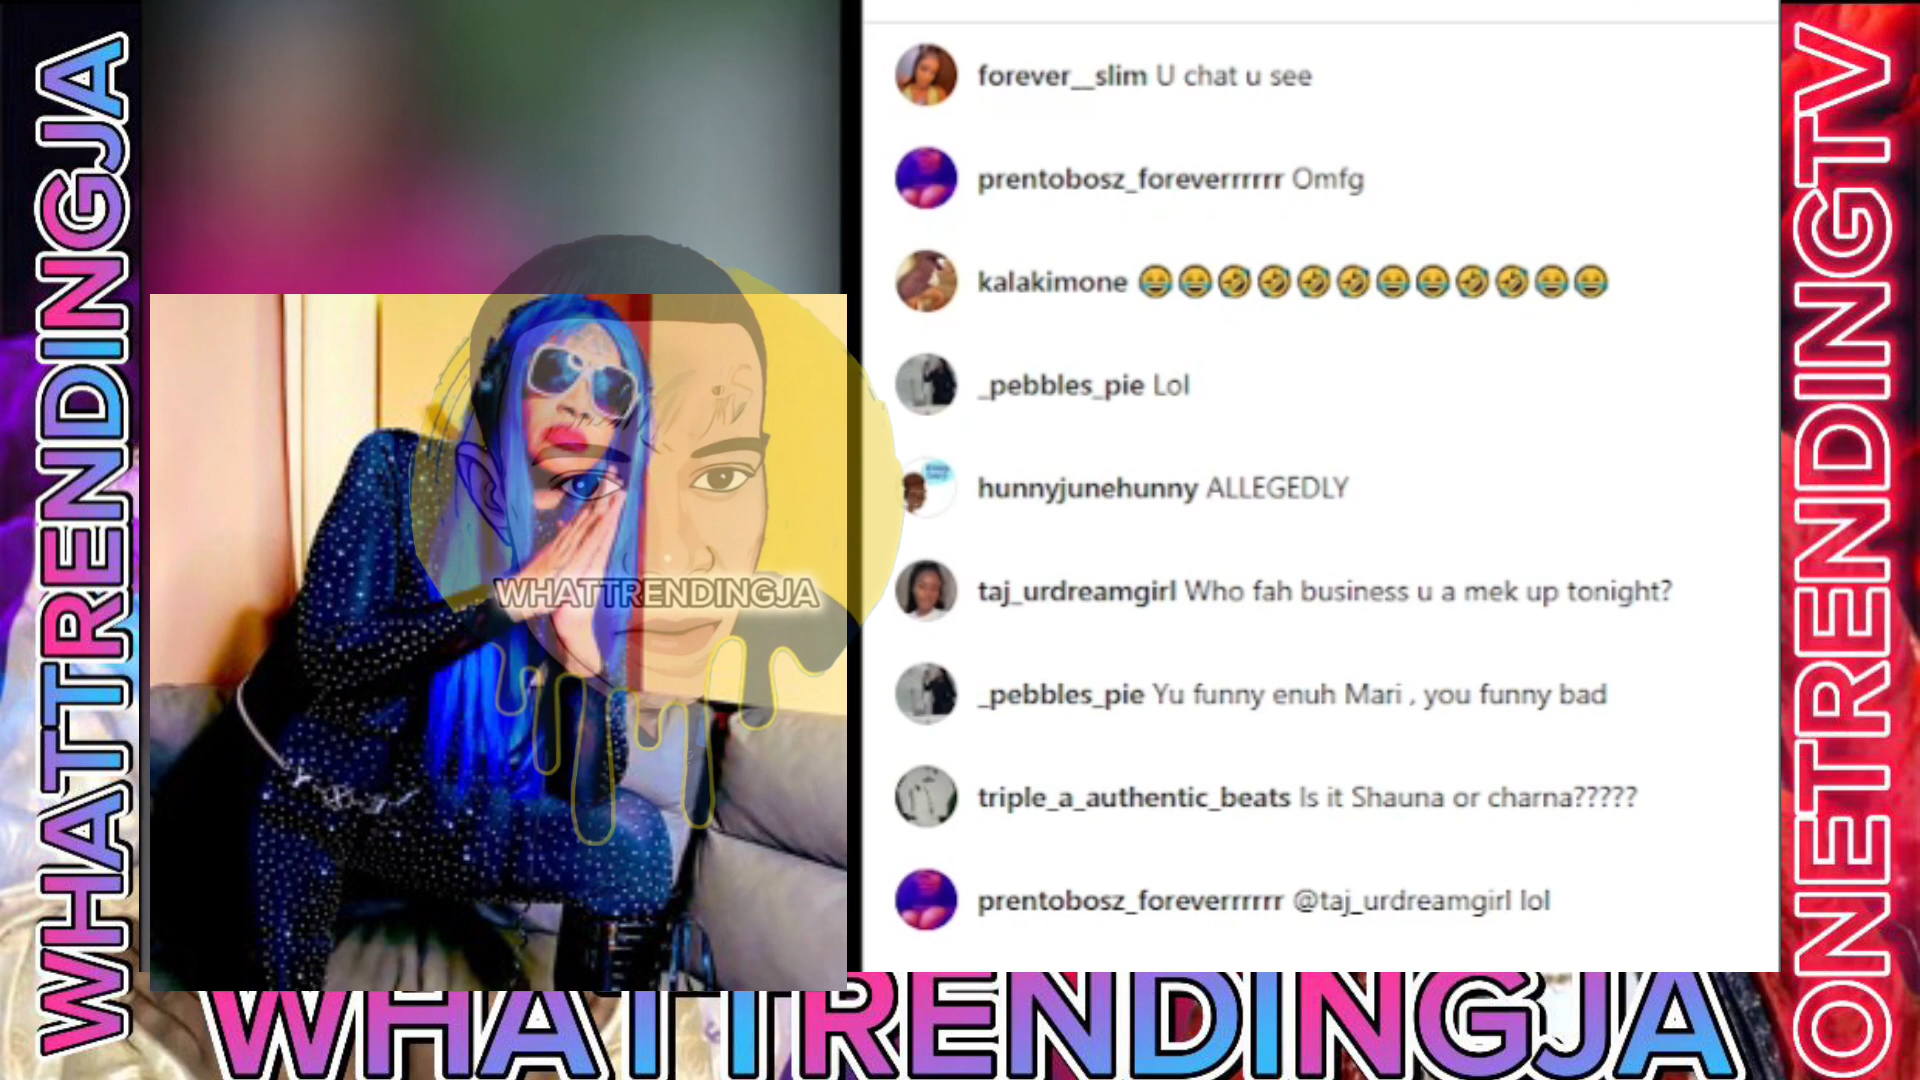 WHATTRENDINGJA
forever__slim U chat u see
prentobosz_foreverrrrrr Omfg
kalakimone 😂😂🤣🤣🤣🤣😂😂🤣🤣😂😂
_pebbles_pie Lol
hunnyjunehunny ALLEGEDLY
taj_urdreamgirl Who fah business u a mek up tonight?
_pebbles_pie Yu funny enuh Mari , you funny bad
triple_a_authentic_beats Is it Shauna or charna?????
prentobosz_foreverrrrrr @taj_urdreamgirl lol
WHATTRENDINGJA
WHATTRENDINGJA
ONETRENDINGTV